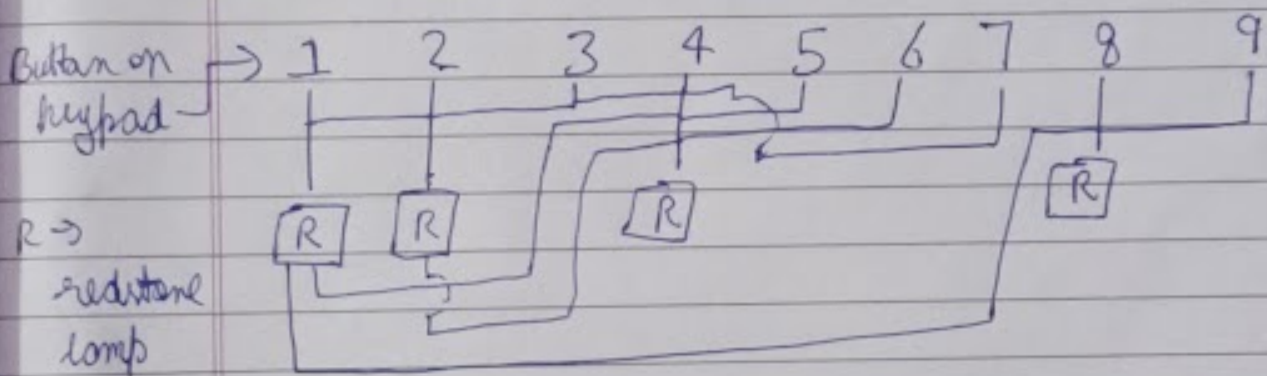 Button on → 1 2 3 4 5 6 7 8 9
keypad
R R R R
R →
redstone
lamp